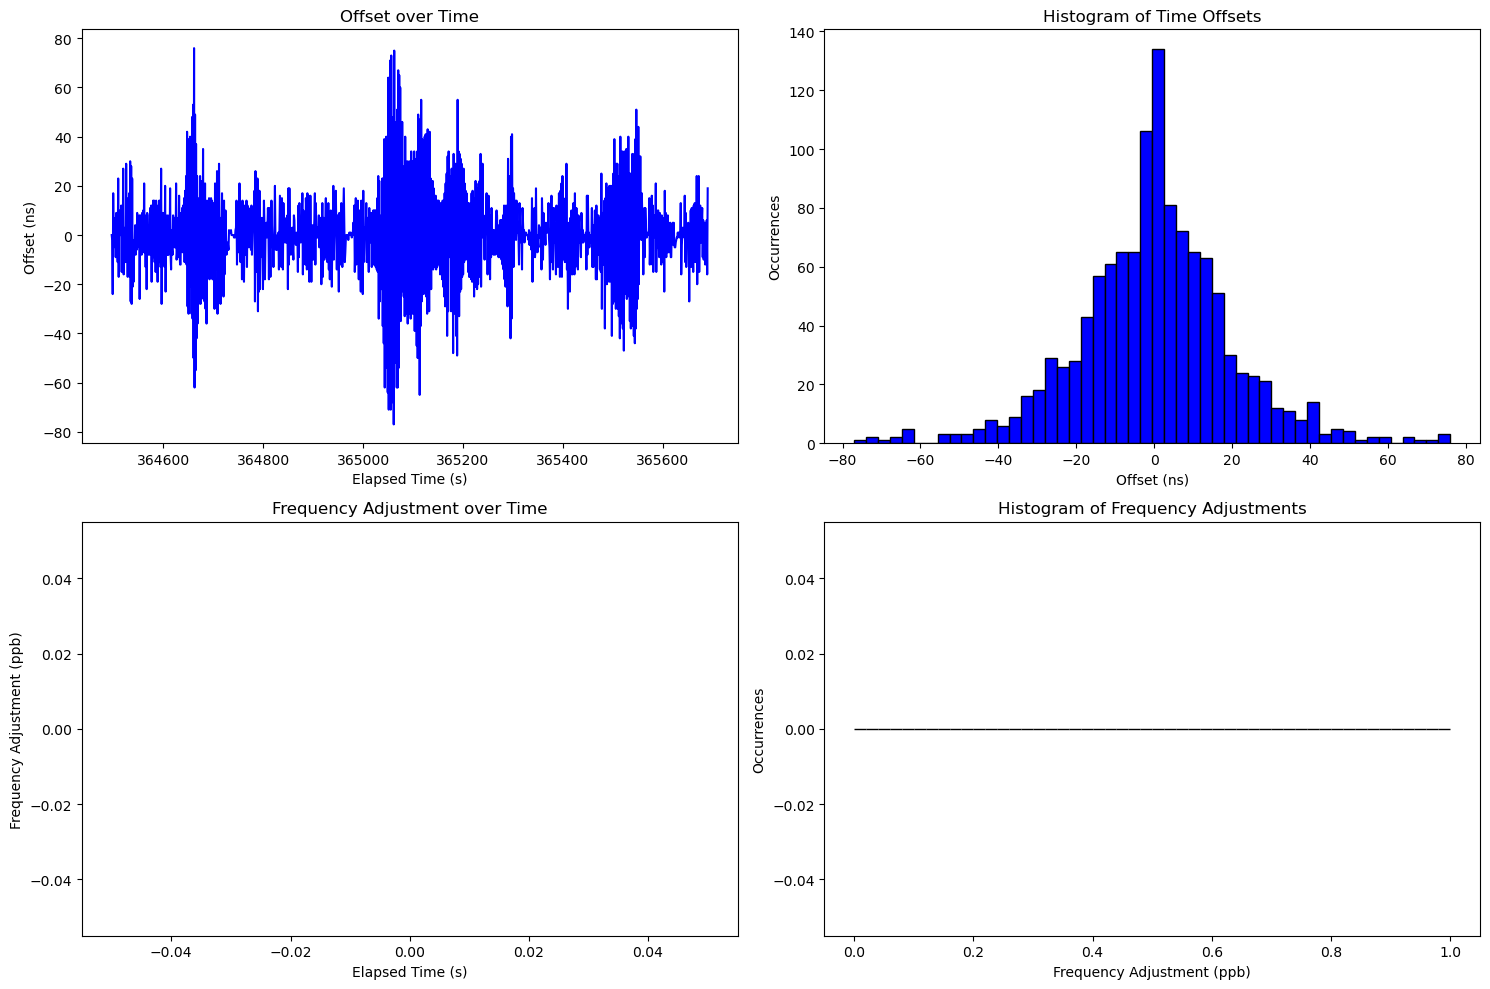 Offset over Time
80
60
40
20
0
−20
−40
−60
−80
Offset (ns)
364600 364800 365000 365200 365400 365600
Elapsed Time (s)
Histogram of Time Offsets
140
120
100
80
60
40
20
0
Occurrences
−80 −60 −40 −20 0 20 40 60 80
Offset (ns)
Frequency Adjustment over Time
0.04
0.02
0.00
−0.02
−0.04
Frequency Adjustment (ppb)
−0.04 −0.02 0.00 0.02 0.04
Elapsed Time (s)
Histogram of Frequency Adjustments
0.04
0.02
0.00
−0.02
−0.04
Occurrences
0.0 0.2 0.4 0.6 0.8 1.0
Frequency Adjustment (ppb)